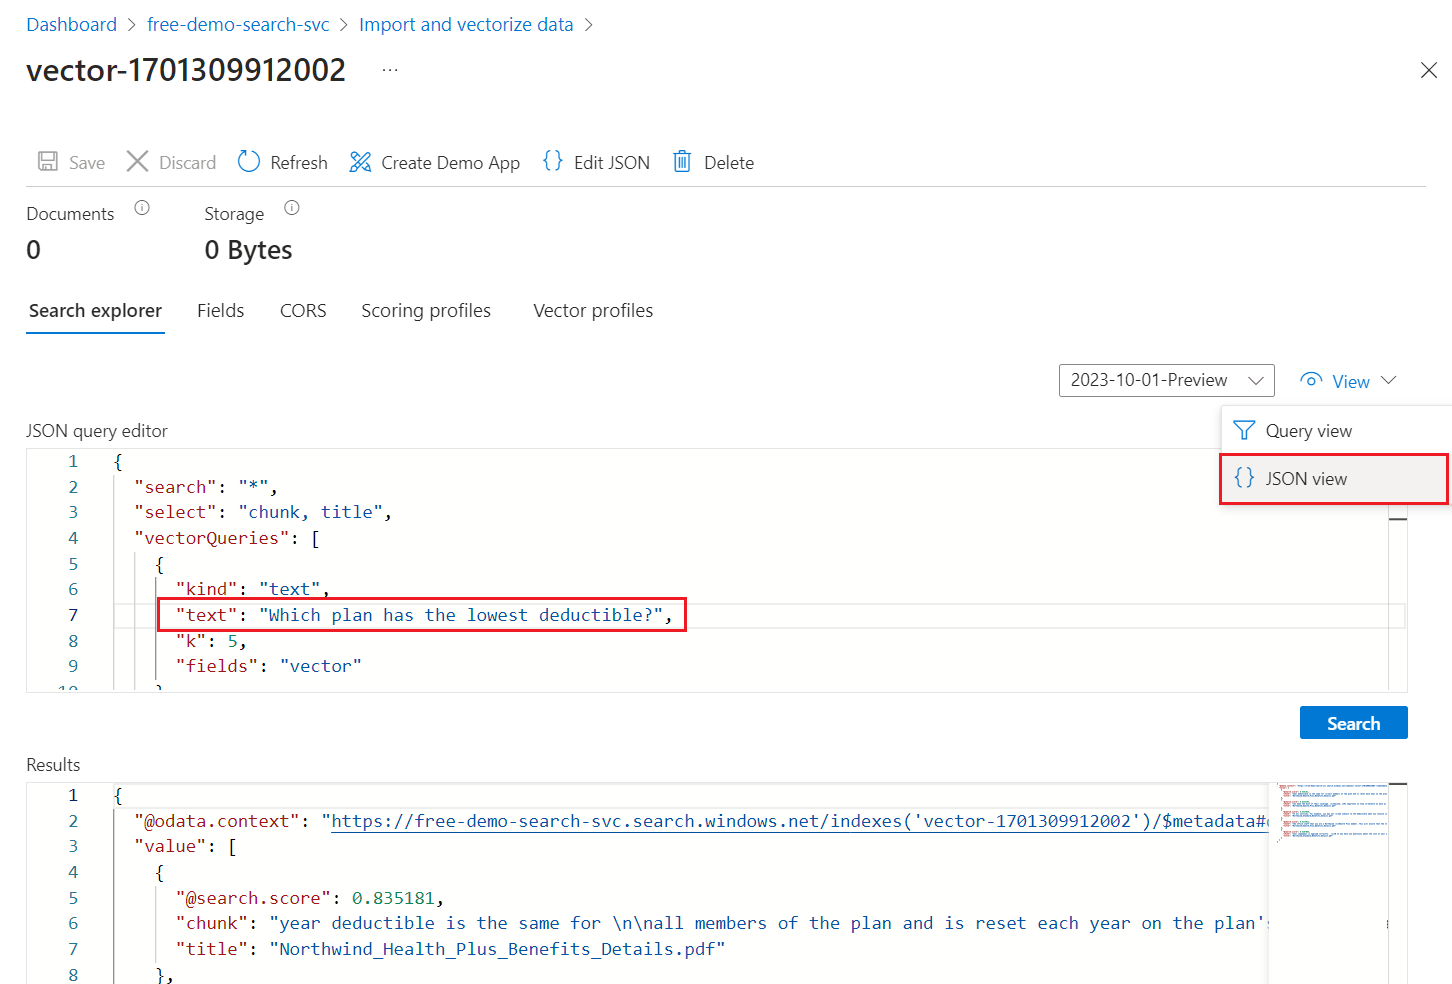 Dashboard > free-demo-search-svc > Import and vectorize data >
vector-1701309912002 ...
Save Discard Refresh Create Demo App {} Edit JSON Delete
Documents Storage
0 0 Bytes
Search explorer Fields CORS Scoring profiles Vector profiles
2023-10-01-Preview View
Query view
{} JSON view
JSON query editor
1 {
2 "search": "*",
3 "select": "chunk, title",
4 "vectorQueries": [
5 {
6 "kind": "text",
7 "text": "Which plan has the lowest deductible?",
8 "k": 5,
9 "fields": "vector"
Search
Results
1 {
2 "@odata.context": "https://free-demo-search-svc.search.windows.net/indexes('vector-1701309912002')/$metadata#
3 "value": [
4 {
5 "@search.score": 0.835181,
6 "chunk": "year deductible is the same for \n\nall members of the plan and is reset each year on the plan'
7 "title": "Northwind_Health_Plus_Benefits_Details.pdf"
8 },